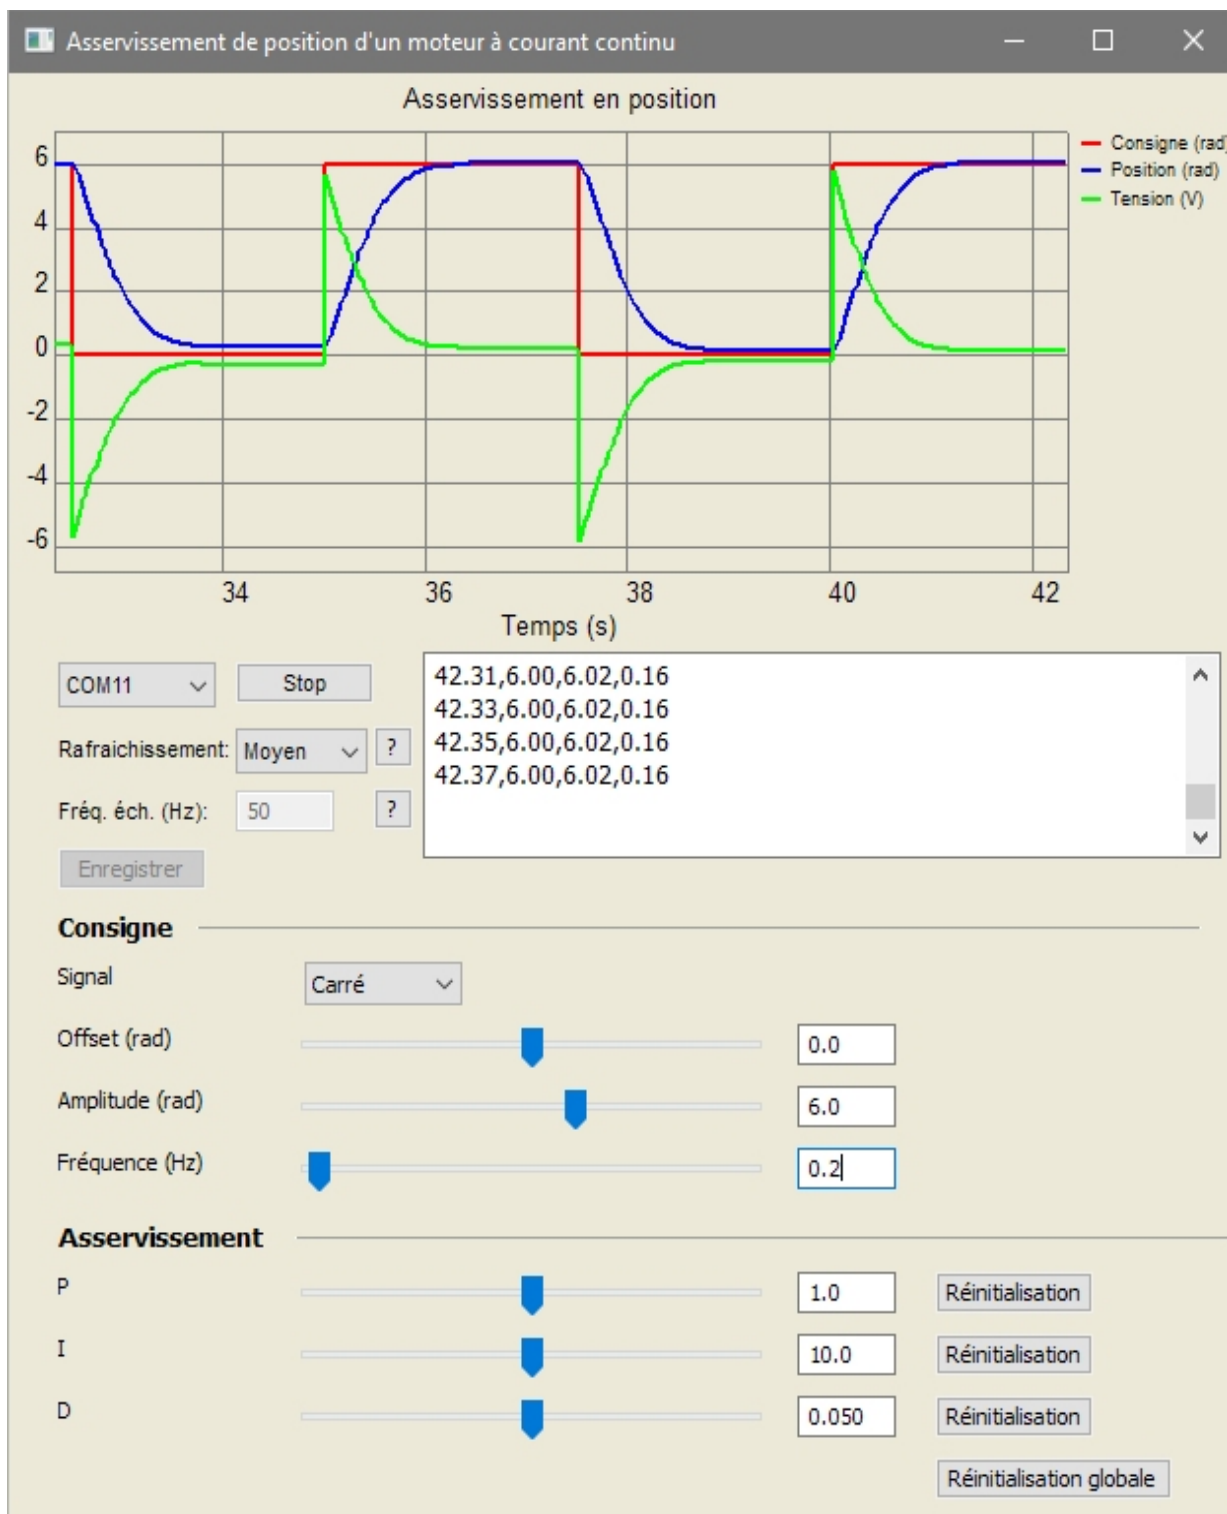 Asservissement de position d'un moteur à courant continu
Asservissement en position
Consigne (rad)
Position (rad)
Tension (V)
6
4
2
0
-2
-4
-6
34 36 38 40 42
Temps (s)
COM11 Stop
42.31,6.00,6.02,0.16
42.33,6.00,6.02,0.16
42.35,6.00,6.02,0.16
42.37,6.00,6.02,0.16
Rafraichissement: Moyen ?
Fréq. éch. (Hz): 50 ?
Enregistrer
Consigne
Signal Carré
Offset (rad) 0.0
Amplitude (rad) 6.0
Fréquence (Hz) 0.2
Asservissement
P 1.0 Réinitialisation
I 10.0 Réinitialisation
D 0.050 Réinitialisation
Réinitialisation globale